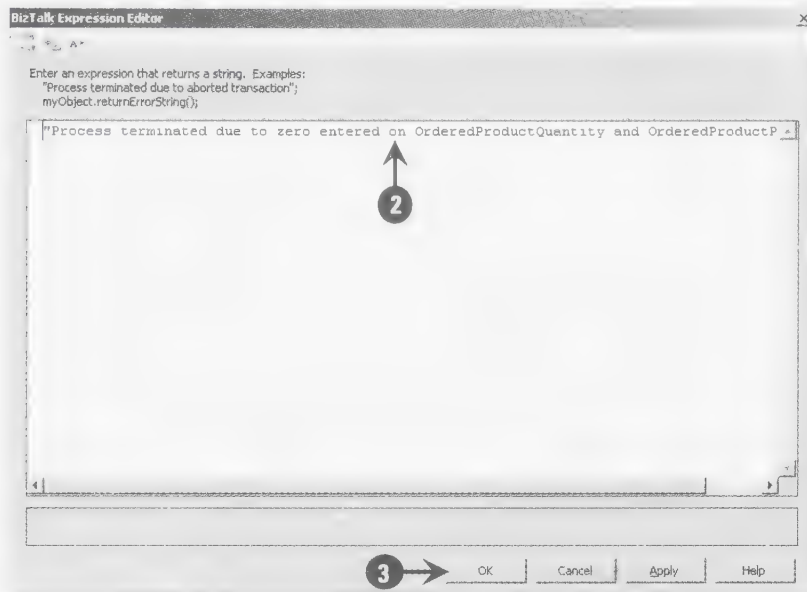 BizTalk Expression Editor
Enter an expression that returns a string. Examples:
"Process terminated due to aborted transaction";
myObject.returnErrorString();
"Process terminated due to zero entered on OrderedProductQuantity and OrderedProductP
2
3
OK
Cancel
Apply
Help